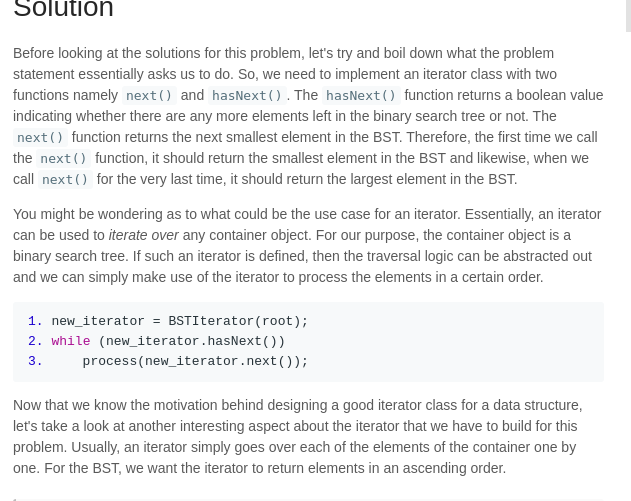 Solution
Before looking at the solutions for this problem, let's try and boil down what the problem
statement essentially asks us to do. So, we need to implement an iterator class with two
functions namely next() and hasNext(). The hasNext() function returns a boolean value
indicating whether there are any more elements left in the binary search tree or not. The
next() function returns the next smallest element in the BST. Therefore, the first time we call
the next() function, it should return the smallest element in the BST and likewise, when we
call next() for the very last time, it should return the largest element in the BST.
You might be wondering as to what could be the use case for an iterator. Essentially, an iterator
can be used to iterate over any container object. For our purpose, the container object is a
binary search tree. If such an iterator is defined, then the traversal logic can be abstracted out
and we can simply make use of the iterator to process the elements in a certain order.
1. new_iterator = BSTIterator(root);
2. while (new_iterator.hasNext())
3.     process(new_iterator.next());
Now that we know the motivation behind designing a good iterator class for a data structure,
let's take a look at another interesting aspect about the iterator that we have to build for this
problem. Usually, an iterator simply goes over each of the elements of the container one by
one. For the BST, we want the iterator to return elements in an ascending order.